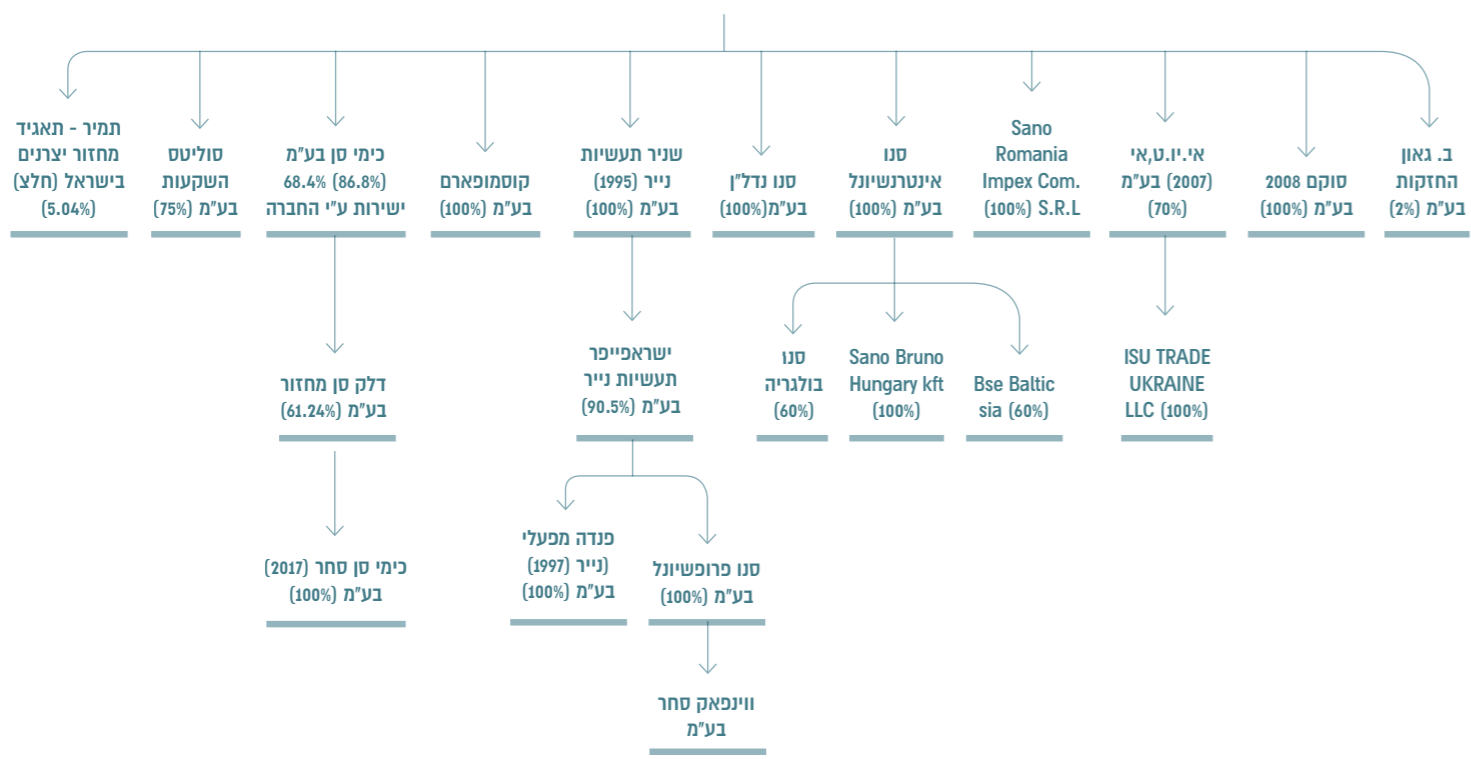 ב. גאון
החזקות
בע"מ (2%)
סוקם 2008
בע"מ (100%)
אי.יו.ט,אי
(2007) בע"מ
(70%)
Sano
Romania
Impex Com.
S.R.L (100%)
סנו
אינטרנשיונל
בע"מ (100%)
סנו נדל"ן
בע"מ(100%)
שניר תעשיות
נייר (1995)
בע"מ (100%)
קוסמופארם
בע"מ (100%)
כימי סן בע"מ
(86.8%) 68.4%
ישירות ע"י החברה
סוליטס
השקעות
בע"מ (75%)
תמיר - תאגיד
מחזור יצרנים
בישראל (חלצ)
(5.04%)
ISU TRADE
UKRAINE
LLC (100%)
Bse Baltic
sia (60%)
Sano Bruno
Hungary kft
(100%)
סנו
בולגריה
(60%)
ישראפייפר
תעשיות נייר
בע"מ (90.5%)
דלק סן מחזור
בע"מ (61.24%)
סנו פרופשיונל
בע"מ (100%)
פנדה מפעלי
נייר (1997)
בע"מ (100%)
כימי סן סחר (2017)
בע"מ (100%)
ווינפאק סחר
בע"מ